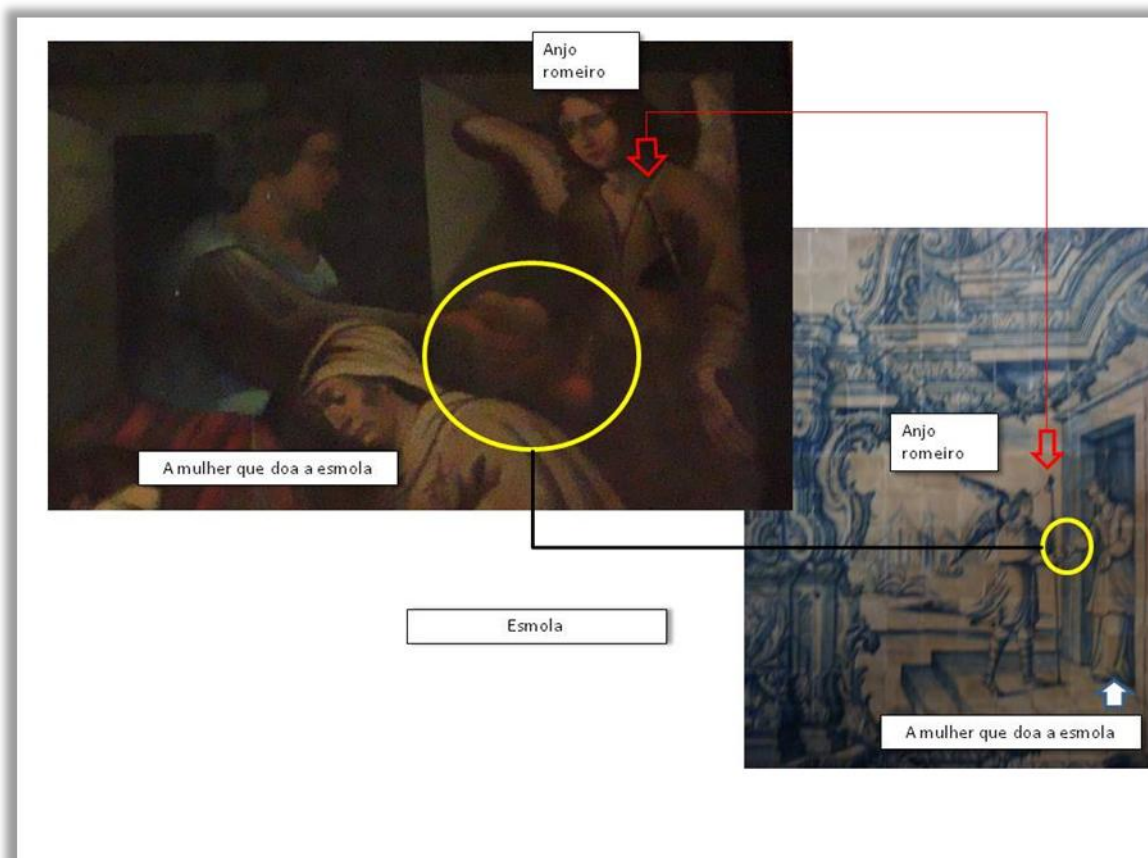 Anjo
romeiro
A mulher que doa a esmola
Anjo
romeiro
Esmola
A mulher que doa a esmola